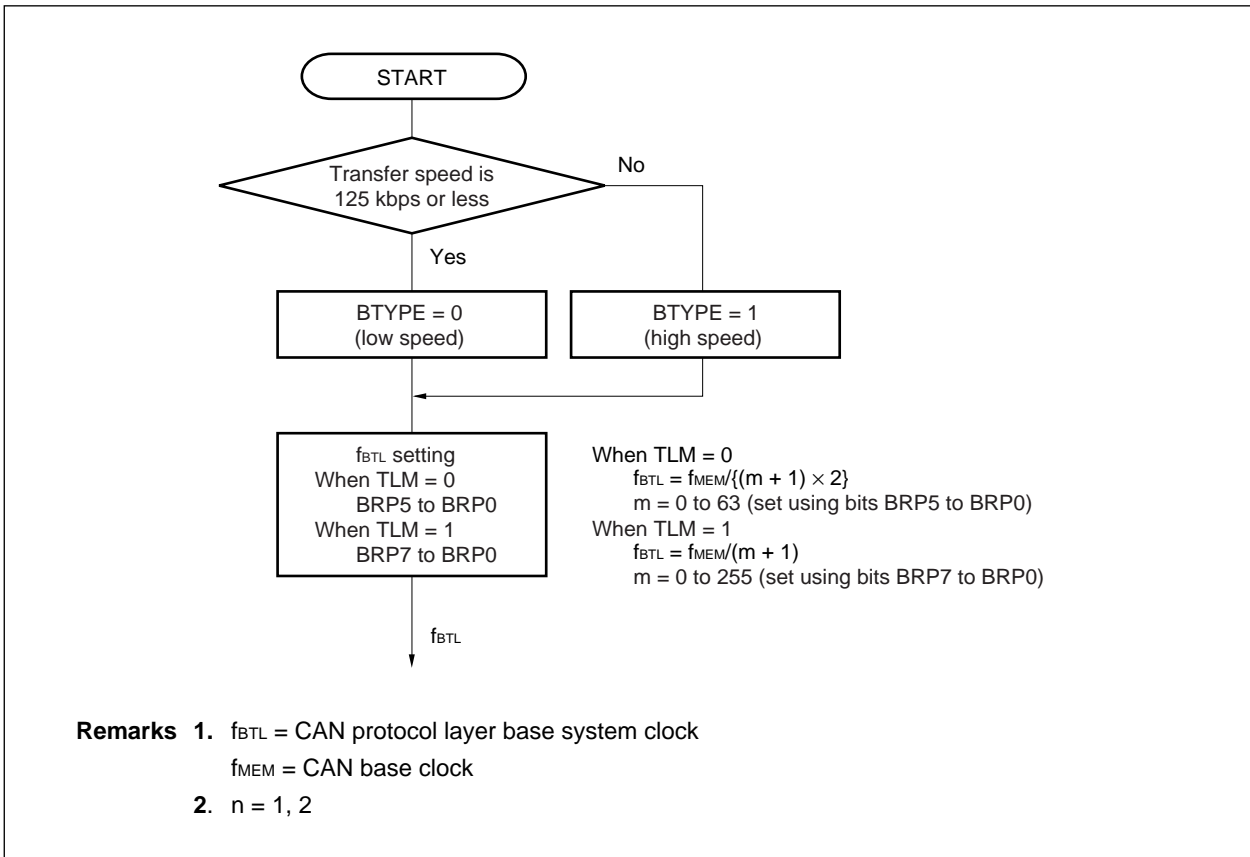 START
Transfer speed is
125 kbps or less
No
Yes
BTYPE = 0
(low speed)
BTYPE = 1
(high speed)
fBTL setting
When TLM = 0
BRP5 to BRP0
When TLM = 1
BRP7 to BRP0
When TLM = 0
fBTL = fMEM/{(m + 1) × 2}
m = 0 to 63 (set using bits BRP5 to BRP0)
When TLM = 1
fBTL = fMEM/(m + 1)
m = 0 to 255 (set using bits BRP7 to BRP0)
fBTL
Remarks 1. fBTL = CAN protocol layer base system clock
fMEM = CAN base clock
2. n = 1, 2